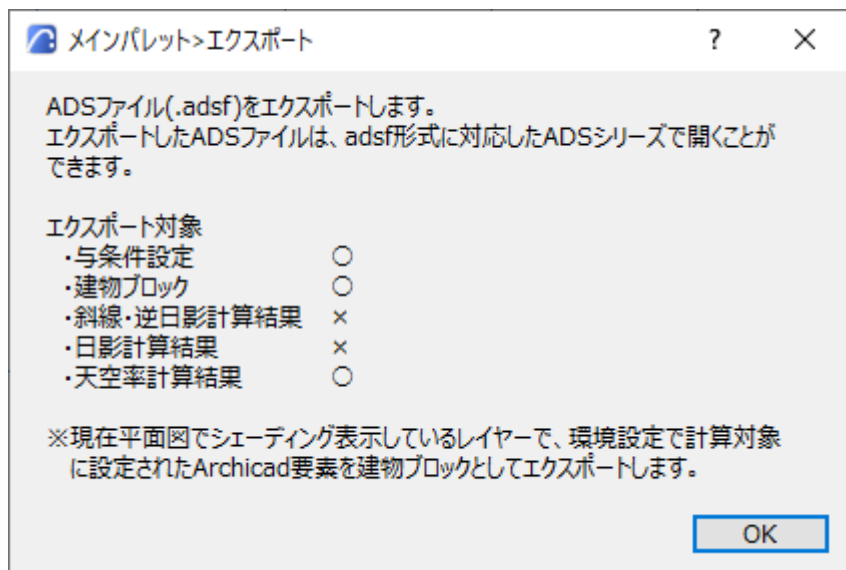 メインパレット>エクスポート
ADSファイル(.adsf)をエクスポートします。
エクスポートしたADSファイルは、adsf形式に対応したADSシリーズで開くことが
できます。
エクスポート対象
・与条件設定 ○
・建物ブロック ○
・斜線・逆日影計算結果 ×
・日影計算結果 ×
・天空率計算結果 ○
※現在平面図でシェーディング表示しているレイヤーで、環境設定で計算対象
に設定されたArchicad要素を建物ブロックとしてエクスポートします。
OK